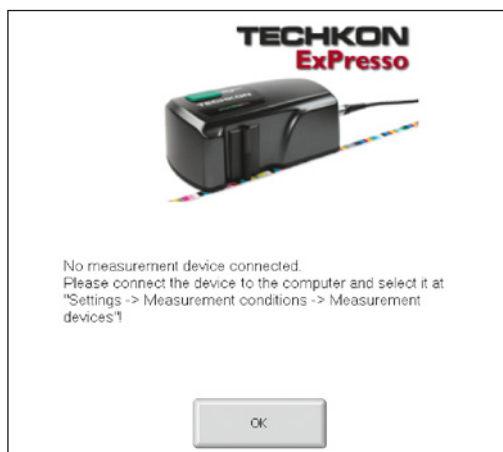 TECHKON
ExPresso
TECHKON
No measurement device connected.
Please connect the device to the computer and select it at
"Settings -> Measurement conditions -> Measurement
devices"!
OK